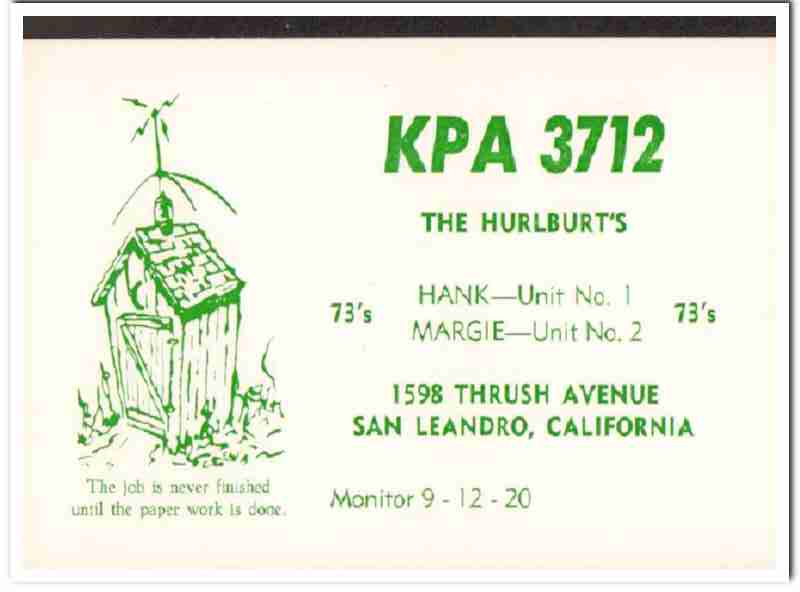 KPA 3712
THE HURLBURT'S
73's
HANK—Unit No. 1
MARGIE—Unit No. 2
73's
1598 THRUSH AVENUE
SAN LEANDRO, CALIFORNIA
Monitor 9 - 12 - 20
The job is never finished
until the paper work is done.